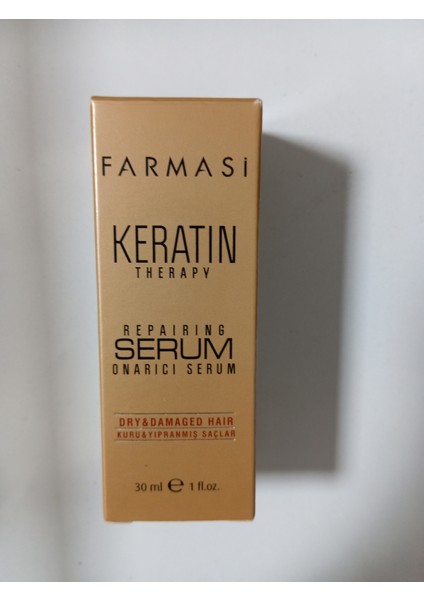 FARMASi
KERATIN
THERAPY
REPAIRING
SERUM
ONARICI SERUM
DRY&DAMAGED HAIR
KURU&YIPRANMIŞ SAÇLAR
30 ml ℮ 1 fl.oz.